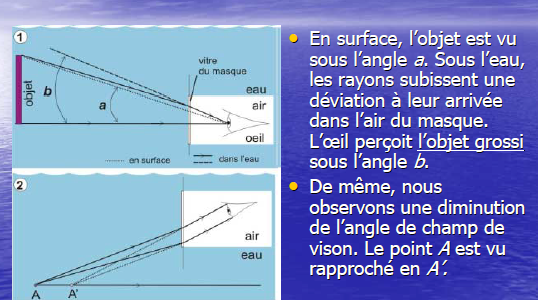 1
vitre
du masque
objet
b
a
eau
air
oeil
en surface
dans l'eau
2
air
eau
A
A'
• En surface, l'objet est vu
sous l'angle a. Sous l'eau,
les rayons subissent une
déviation à leur arrivée
dans l'air du masque.
L'œil perçoit l'objet grossi
sous l'angle b.
• De même, nous
observons une diminution
de l'angle de champ de
vison. Le point A est vu
rapproché en A'.